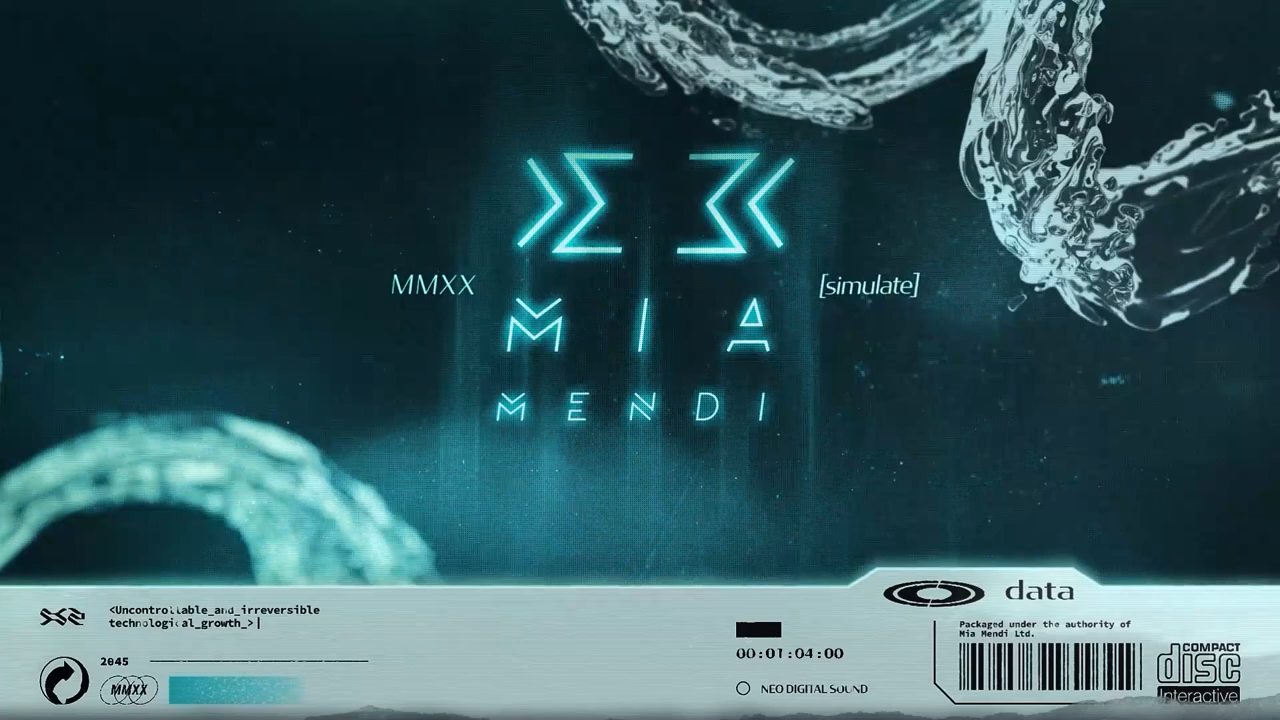 MMXX
[simulate]
MIA
MENDI
data
<Uncontrollable_and_irreversible
technological_growth_>|
Packaged under the authority of
Mia Mendi Ltd.
00:01:04:00
2045
MMXX
NEO DIGITAL SOUND
COMPACT
disc
Interactive